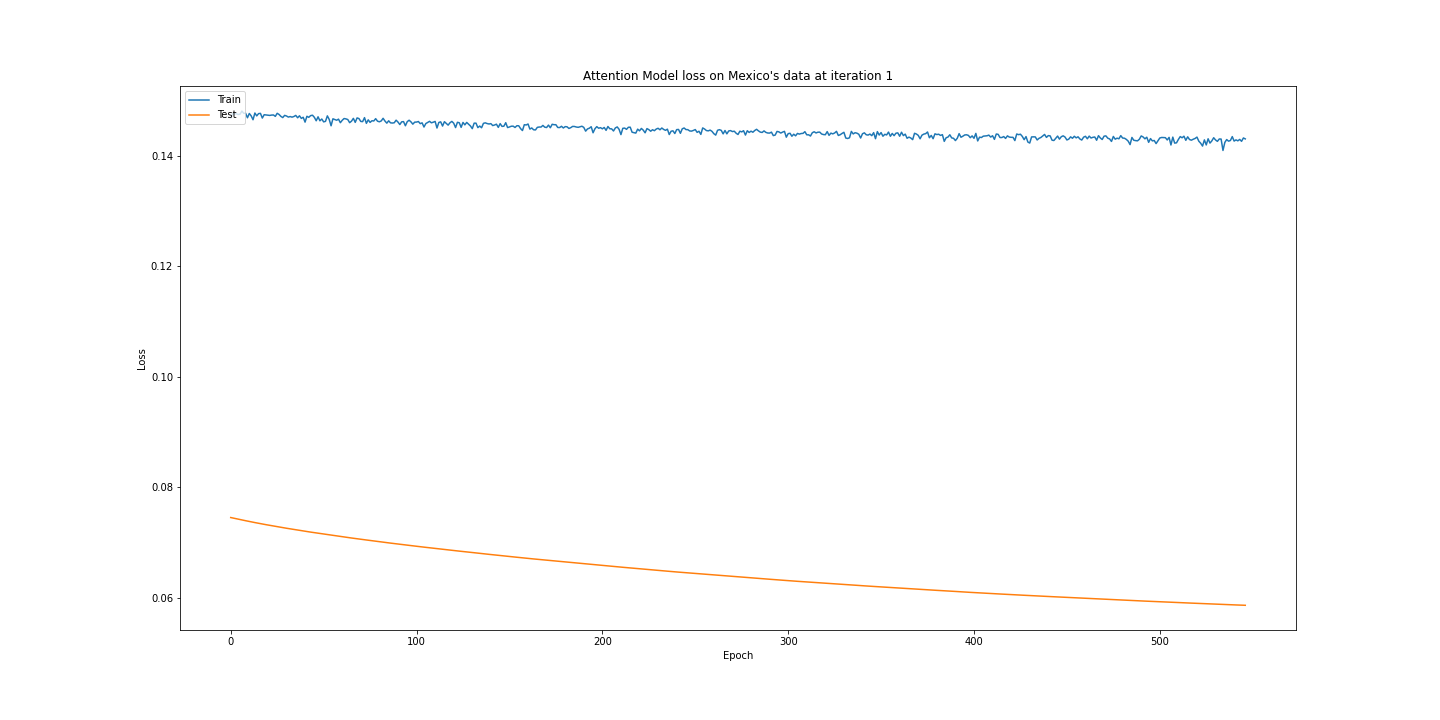 Attention Model loss on Mexico's data at iteration 1
Train
Test
0.14
0.12
0.10
0.08
0.06
Loss
0 100 200 300 400 500
Epoch